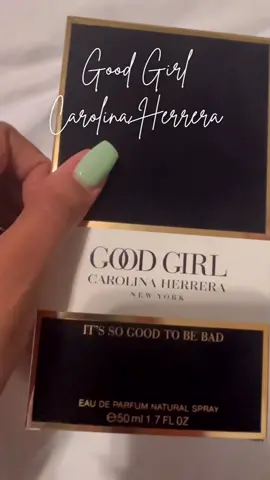 Good Girl
Carolina Herrera
GOOD GIRL
CAROLINA HERRERA
NEW YORK
IT'S SO GOOD TO BE BAD
EAU DE PARFUM NATURAL SPRAY
℮50 ml 1.7 FL OZ